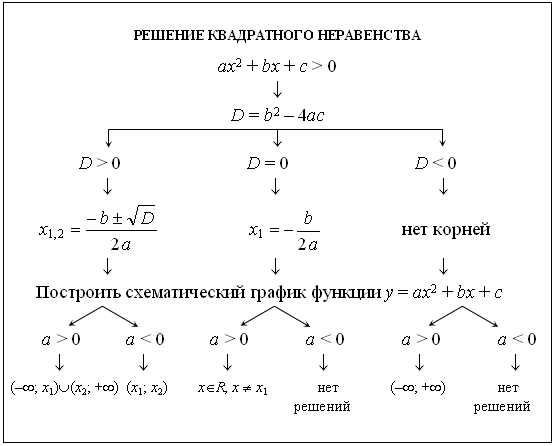 РЕШЕНИЕ КВАДРАТНОГО НЕРАВЕНСТВА
ax² + bx + c > 0
↓
D = b² – 4ac
D > 0 D = 0 D < 0
x₁,₂ = (–b ± √D) / 2a x₁ = – b / 2a нет корней
Построить схематический график функции y = ax² + bx + c
a > 0 a < 0 a > 0 a < 0 a > 0 a < 0
(–∞; x₁)∪(x₂; +∞) (x₁; x₂) x∈R, x ≠ x₁ нет решений (–∞; +∞) нет решений